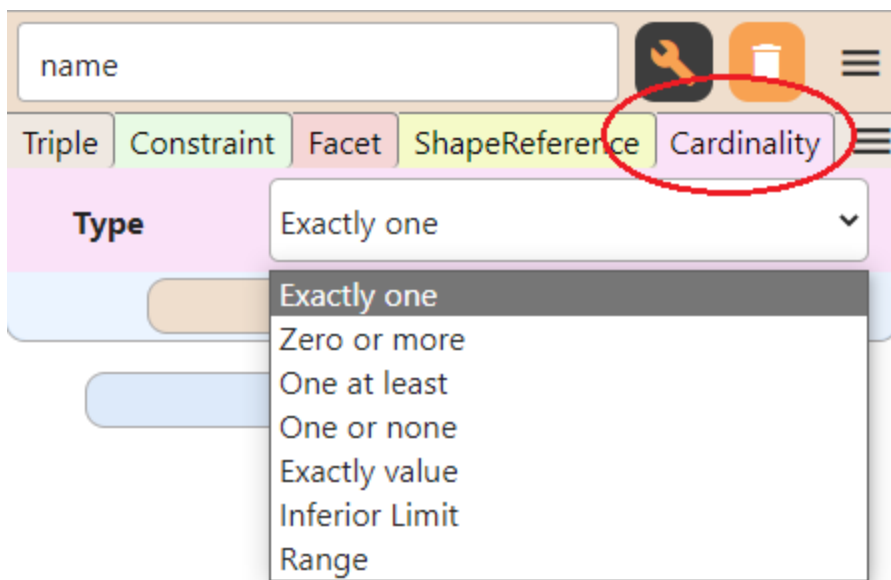 name
Triple Constraint Facet ShapeReference Cardinality
Type Exactly one
Exactly one
Zero or more
One at least
One or none
Exactly value
Inferior Limit
Range